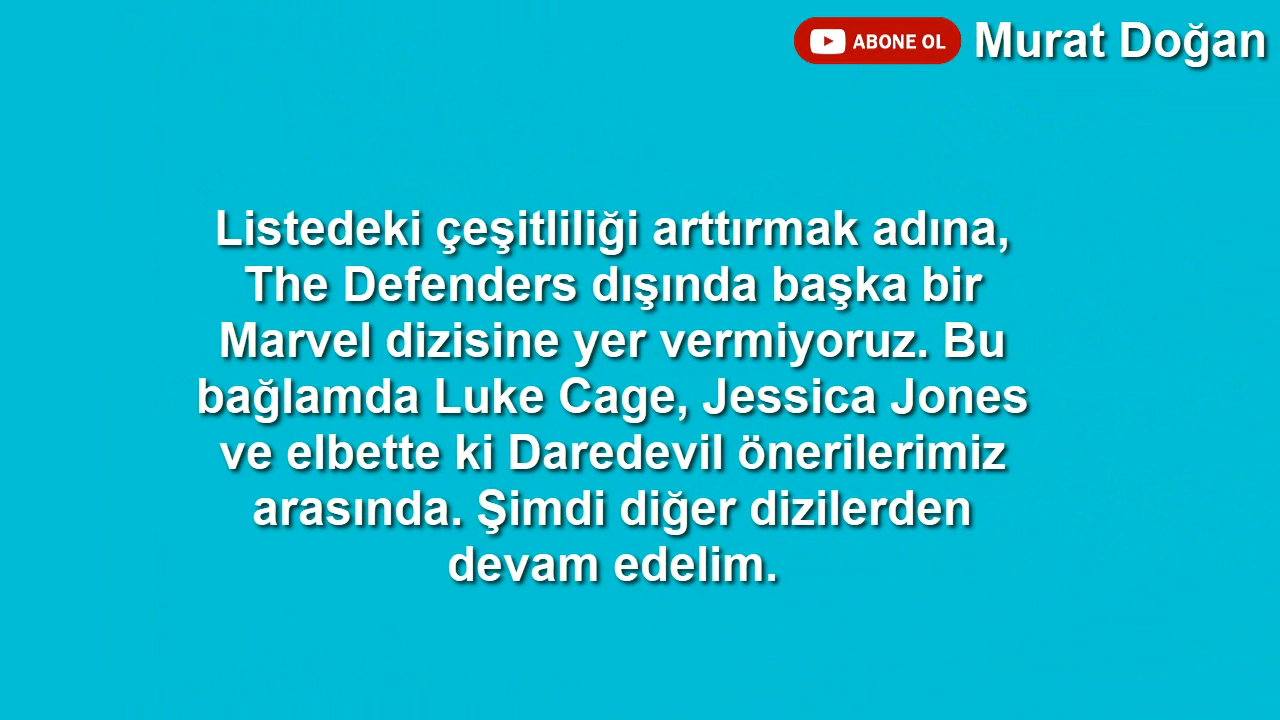 ABONE OL Murat Doğan
Listedeki çeşitliliği arttırmak adına,
The Defenders dışında başka bir
Marvel dizisine yer vermiyoruz. Bu
bağlamda Luke Cage, Jessica Jones
ve elbette ki Daredevil önerilerimiz
arasında. Şimdi diğer dizilerden
devam edelim.